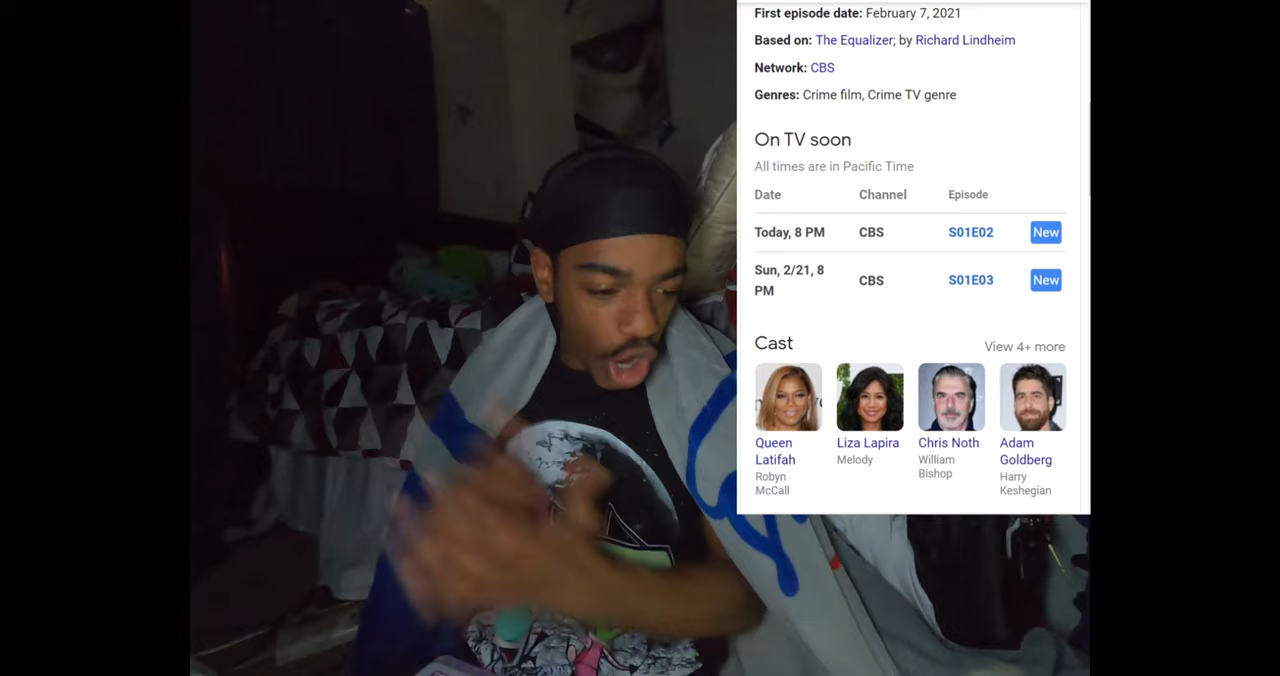 First episode date: February 7, 2021
Based on: The Equalizer; by Richard Lindheim
Network: CBS
Genres: Crime film, Crime TV genre
On TV soon
All times are in Pacific Time
Date Channel Episode
Today, 8 PM CBS S01E02 New
Sun, 2/21, 8
PM CBS S01E03 New
Cast View 4+ more
Queen
Latifah
Robyn
McCall
Liza Lapira
Melody
Chris Noth
William
Bishop
Adam
Goldberg
Harry
Keshegian